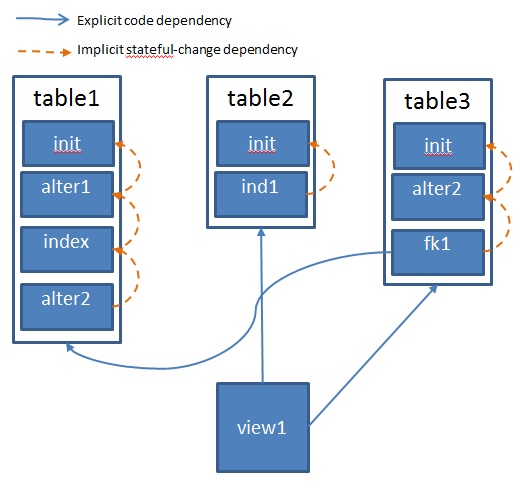 Explicit code dependency
Implicit stateful-change dependency
table1
init
alter1
index
alter2
table2
init
ind1
table3
init
alter2
fk1
view1